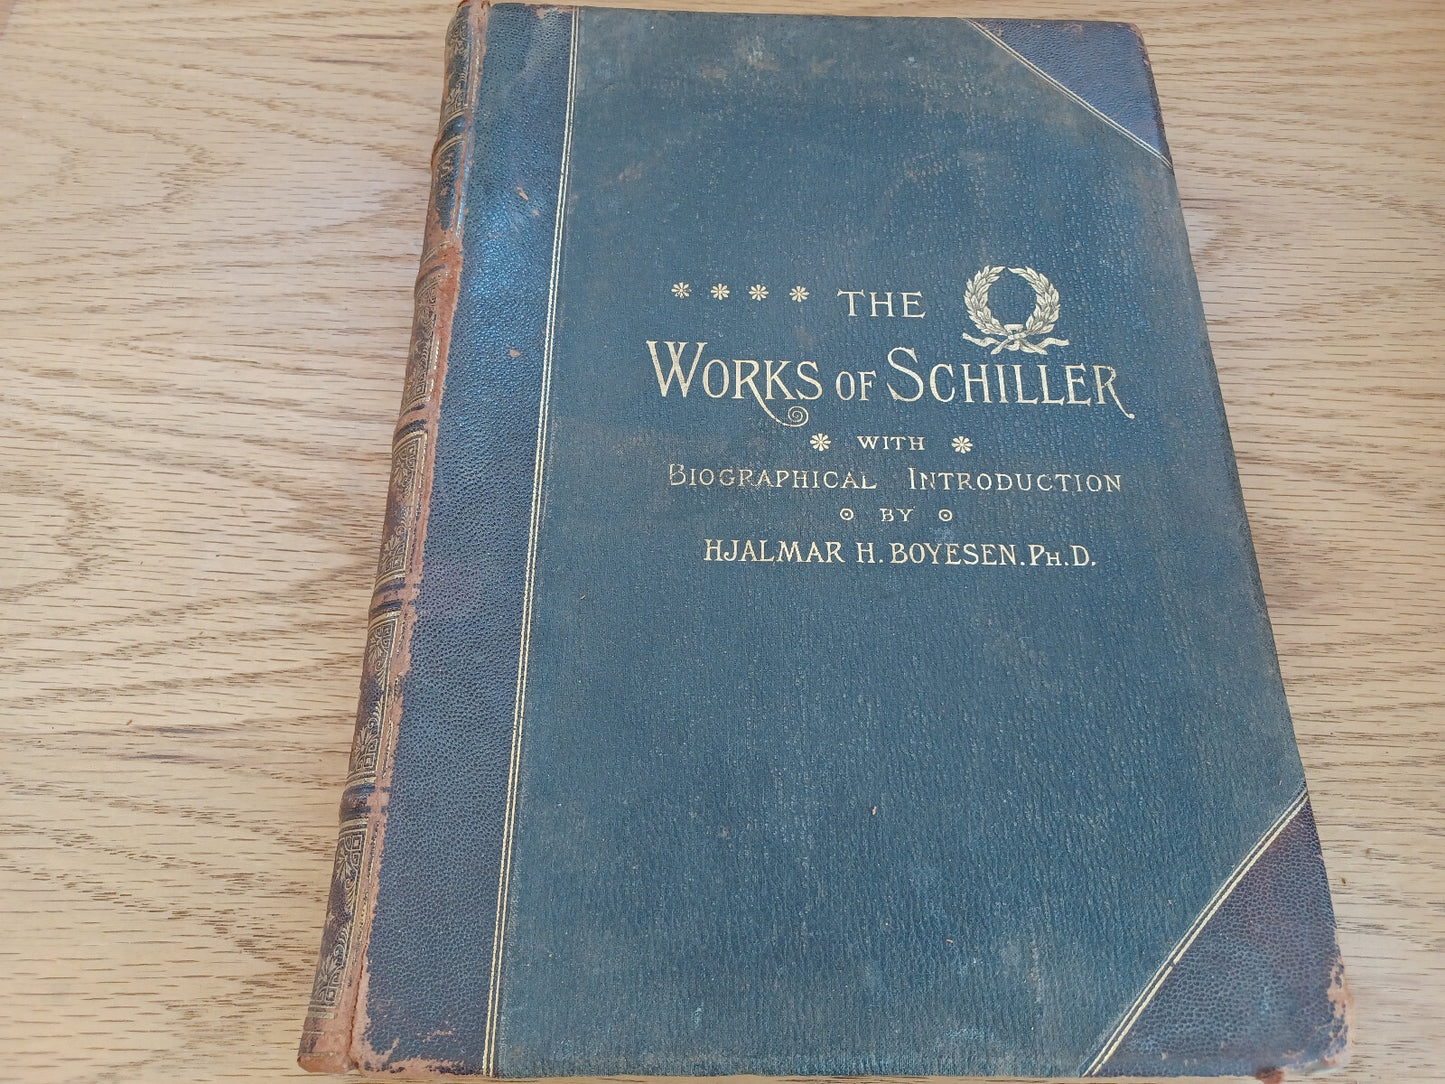 THE
WORKS OF SCHILLER
WITH
BIOGRAPHICAL INTRODUCTION
BY
HJALMAR H. BOYESEN. PH.D.